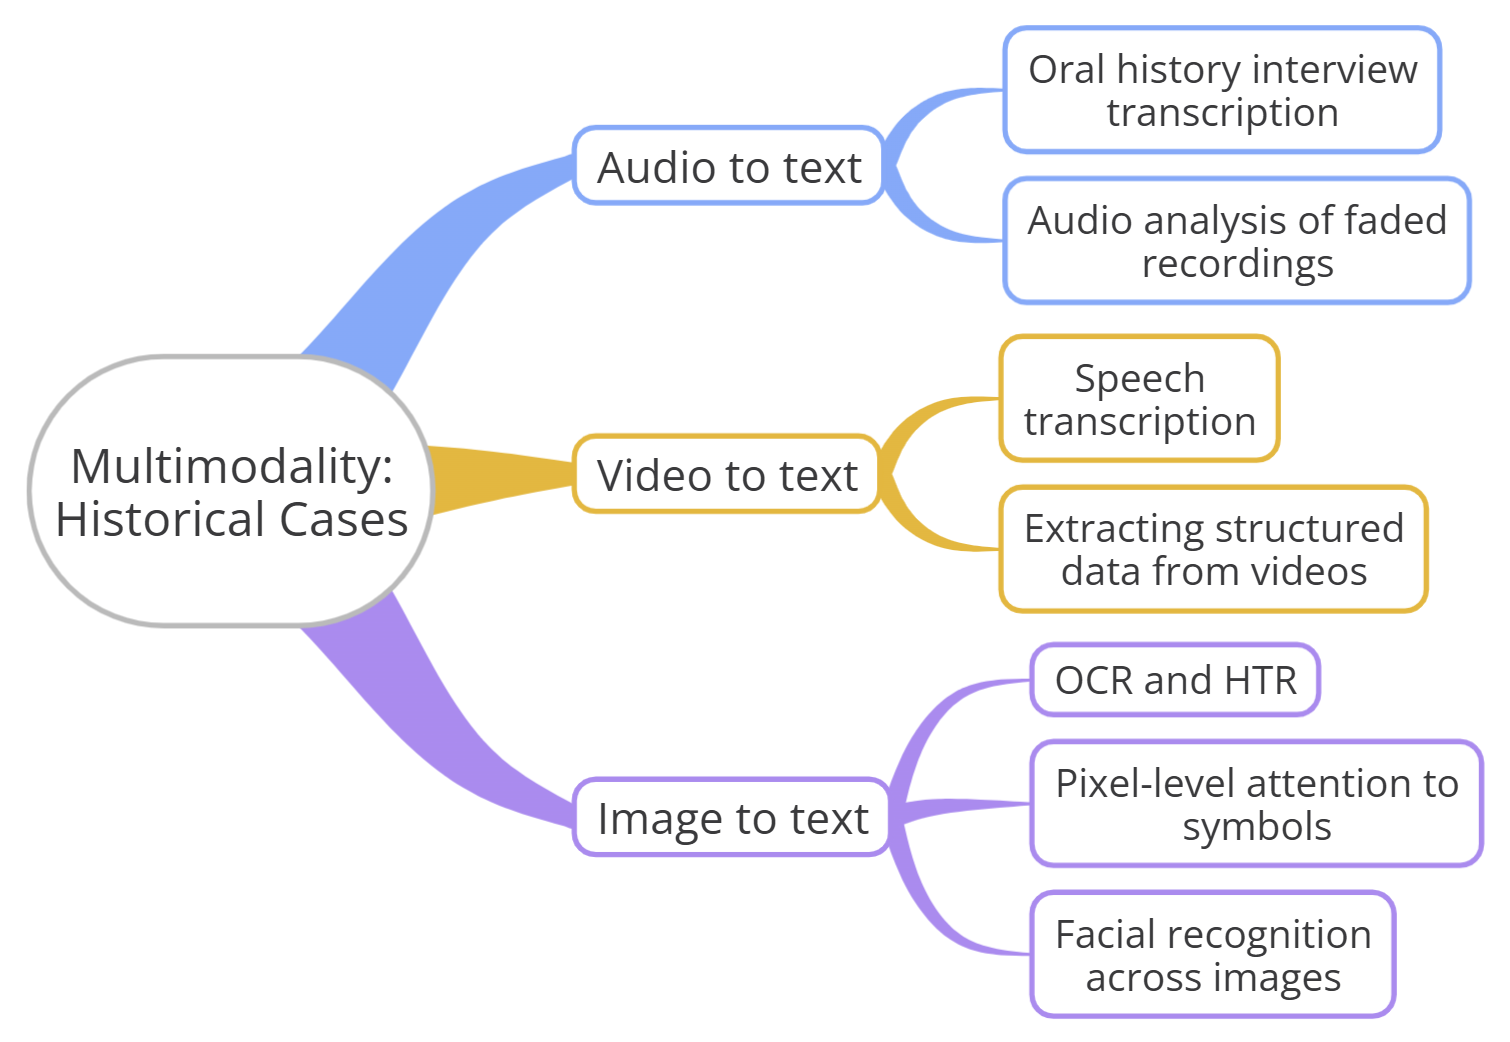 Multimodality:
Historical Cases
Audio to text
Oral history interview
transcription
Audio analysis of faded
recordings
Video to text
Speech
transcription
Extracting structured
data from videos
Image to text
OCR and HTR
Pixel-level attention to
symbols
Facial recognition
across images